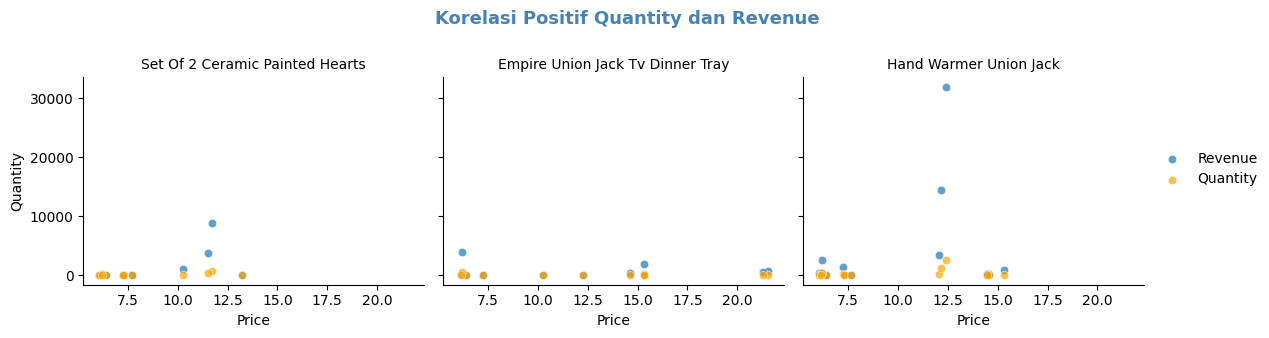 Korelasi Positif Quantity dan Revenue
Set Of 2 Ceramic Painted Hearts
Empire Union Jack Tv Dinner Tray
Hand Warmer Union Jack
30000
20000
10000
0
Quantity
7.5 10.0 12.5 15.0 17.5 20.0
Price
7.5 10.0 12.5 15.0 17.5 20.0
Price
7.5 10.0 12.5 15.0 17.5 20.0
Price
Revenue
Quantity